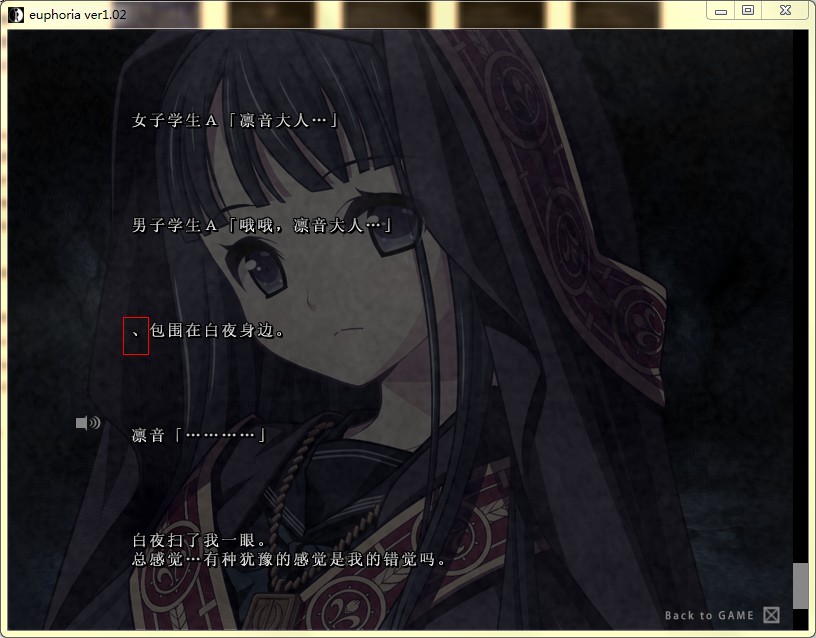 euphoria ver1.02
女子学生Ａ「凛音大人…」
男子学生Ａ「哦哦，凛音大人…」
、包围在白夜身边。
凛音「…………」
白夜扫了我一眼。
总感觉…有种犹豫的感觉是我的错觉吗。
Back to GAME